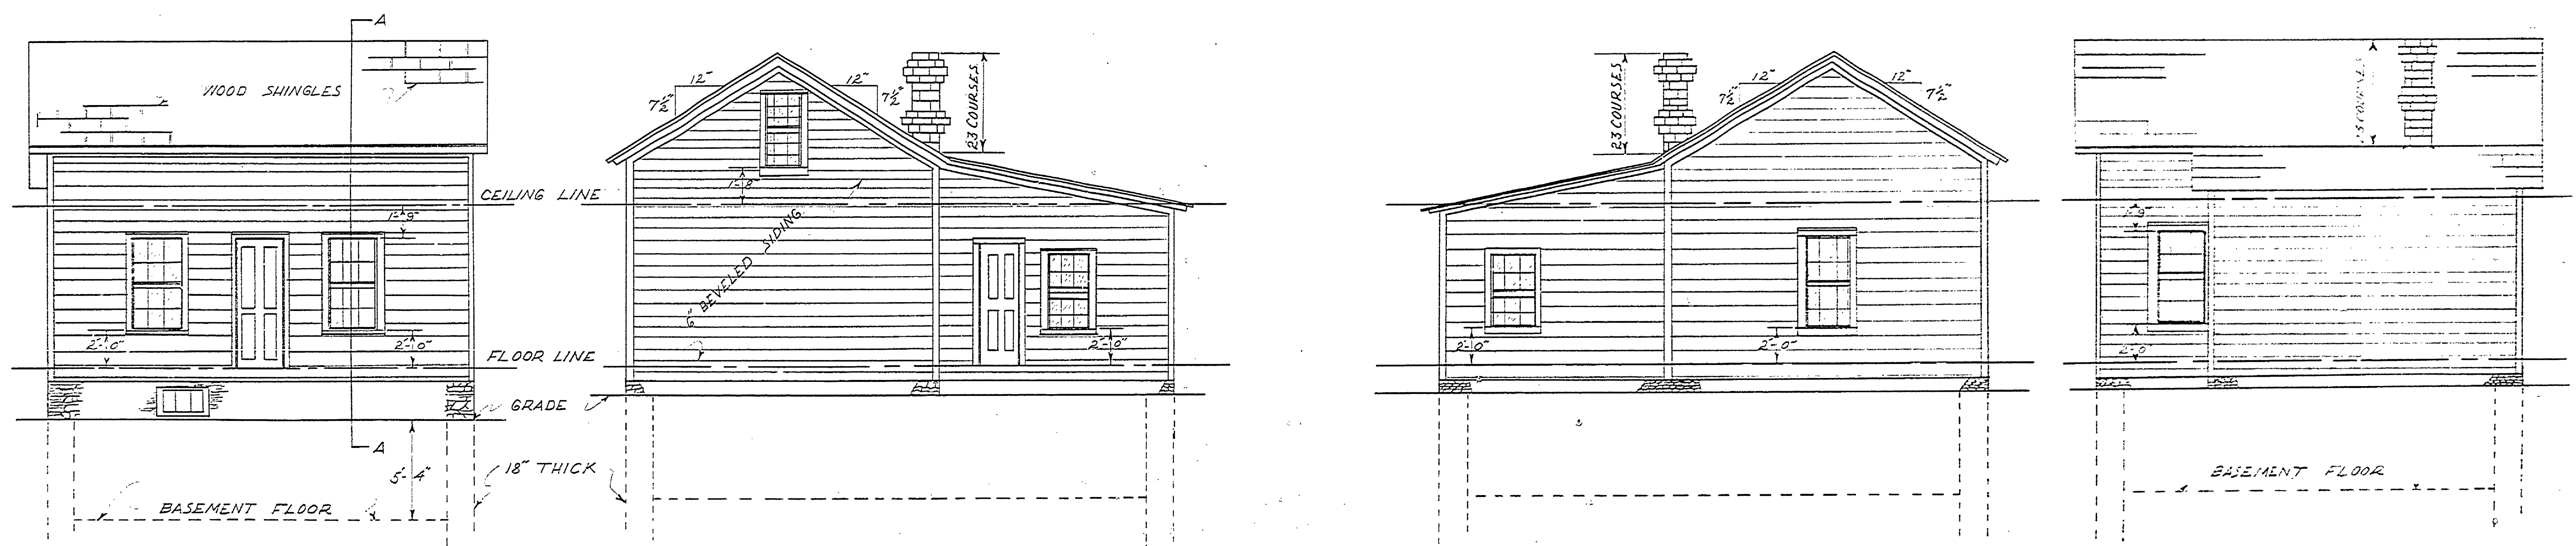 A
WOOD SHINGLES
CEILING LINE
1'-9"
2'-0"
2'-0"
FLOOR LINE
GRADE
A
5'-4"
18" THICK
BASEMENT FLOOR
12"
12"
7½"
7½"
23 COURSES
1'-8"
6" BEVELED SIDING
2'-0"
23 COURSES
12"
12"
7½"
7½"
2'-0"
2'-0"
COURSES
1'-9"
2'-0"
BASEMENT FLOOR